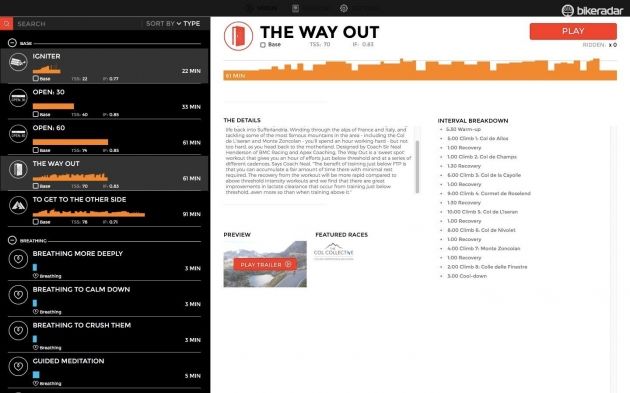 bikeradar
SEARCH
SORT BY TYPE
BASE
IGNITER
Base TSS: 22 IF: 0.77
22 MIN
OPEN: 30
Base TSS: 40 IF: 0.85
33 MIN
OPEN: 60
Base TSS: 74 IF: 0.85
61 MIN
THE WAY OUT
Base TSS: 70 IF: 0.83
61 MIN
TO GET TO THE OTHER SIDE
Base TSS: 78 IF: 0.71
91 MIN
BREATHING
BREATHING MORE DEEPLY
Breathing
3 MIN
BREATHING TO CALM DOWN
Breathing
3 MIN
BREATHING TO CRUSH THEM
Breathing
3 MIN
GUIDED MEDITATION
Breathing
5 MIN
THE WAY OUT
Base TSS: 70 IF: 0.83
PLAY
RIDDEN: x 0
61 MIN
THE DETAILS
life back into Sufferlandria. Winding through the alps of France and Italy, and
tackling some of the most famous mountains in the area - including the Col
de L'Iseran and Monte Zoncolan - you'll spend an hour working hard - but not
too hard, as you head back to the motherland. Designed by Coach Sir Neal
Henderson of BMC Racing and Apex Coaching, The Way Out is a sweet spot
workout that gives you an hour of efforts just below threshold and at a series of
different cadences. Says Coach Neal, "The benefit of training just below FTP is
that you can accumulate a fair amount of time there with minimal rest
required. The recovery from the workout will be more rapid compared to
above threshold intensity workouts and we find that there are great
improvements in lactate clearance that occur from training just below
threshold...even more so than when training above it."
PREVIEW
PLAY TRAILER
FEATURED RACES
THE
COL COLLECTIVE
INTERVAL BREAKDOWN
5.30 Warm-up
5.00 Climb 1: Col de Allos
1.00 Recovery
1.00 Climb 2: Col de Champs
1.30 Recovery
6.00 Climb 3: Col de la Cayolle
1.00 Recovery
9.00 Climb 4: Cormet de Roselend
1.30 Recovery
10.00 Climb 5: Col de L'Iseran
1.00 Recovery
8.00 Climb 6: Col de Nivolet
1.00 Recovery
4.00 Climb 7: Monte Zoncolan
1.00 Recovery
2.00 Climb 8: Colle delle Finestre
3.00 Cool-down